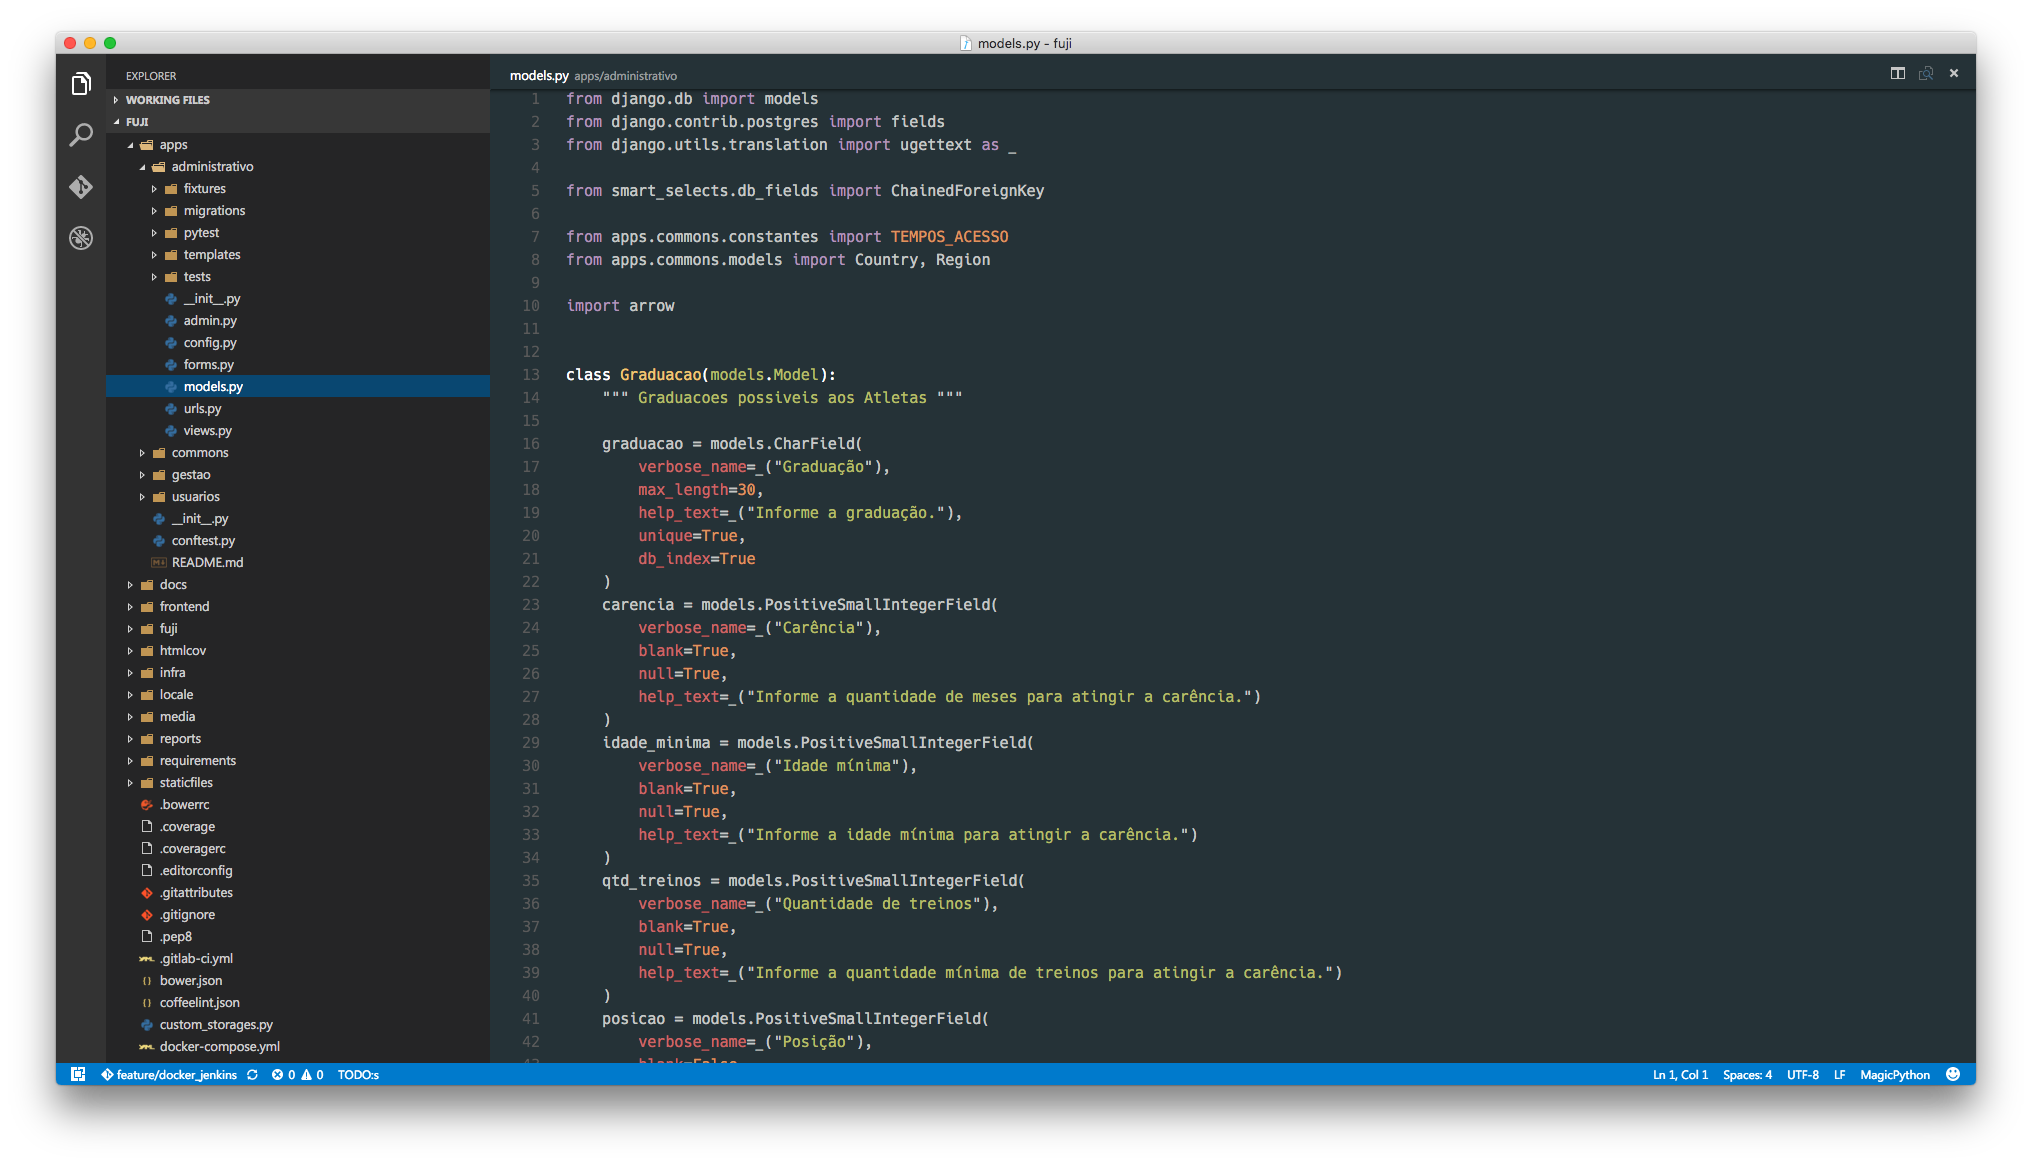 models.py - fuji
EXPLORER
WORKING FILES
FUJI
apps
administrativo
fixtures
migrations
pytest
templates
tests
__init__.py
admin.py
config.py
forms.py
models.py
urls.py
views.py
commons
gestao
usuarios
__init__.py
conftest.py
README.md
docs
frontend
fuji
htmlcov
infra
locale
media
reports
requirements
staticfiles
.bowerrc
.coverage
.coveragerc
.editorconfig
.gitattributes
.gitignore
.pep8
.gitlab-ci.yml
bower.json
coffeelint.json
custom_storages.py
docker-compose.yml
models.py apps/administrativo
1 from django.db import models
2 from django.contrib.postgres import fields
3 from django.utils.translation import ugettext as _
4
5 from smart_selects.db_fields import ChainedForeignKey
6
7 from apps.commons.constantes import TEMPOS_ACESSO
8 from apps.commons.models import Country, Region
9
10 import arrow
11
12
13 class Graduacao(models.Model):
14     """ Graduacoes possiveis aos Atletas """
15
16     graduacao = models.CharField(
17         verbose_name=_("Graduação"),
18         max_length=30,
19         help_text=_("Informe a graduação."),
20         unique=True,
21         db_index=True
22     )
23     carencia = models.PositiveSmallIntegerField(
24         verbose_name=_("Carência"),
25         blank=True,
26         null=True,
27         help_text=_("Informe a quantidade de meses para atingir a carência.")
28     )
29     idade_minima = models.PositiveSmallIntegerField(
30         verbose_name=_("Idade mínima"),
31         blank=True,
32         null=True,
33         help_text=_("Informe a idade mínima para atingir a carência.")
34     )
35     qtd_treinos = models.PositiveSmallIntegerField(
36         verbose_name=_("Quantidade de treinos"),
37         blank=True,
38         null=True,
39         help_text=_("Informe a quantidade mínima de treinos para atingir a carência.")
40     )
41     posicao = models.PositiveSmallIntegerField(
42         verbose_name=_("Posição"),
43         blank=False
feature/docker_jenkins 0 0 TODO:s Ln 1, Col 1 Spaces: 4 UTF-8 LF MagicPython